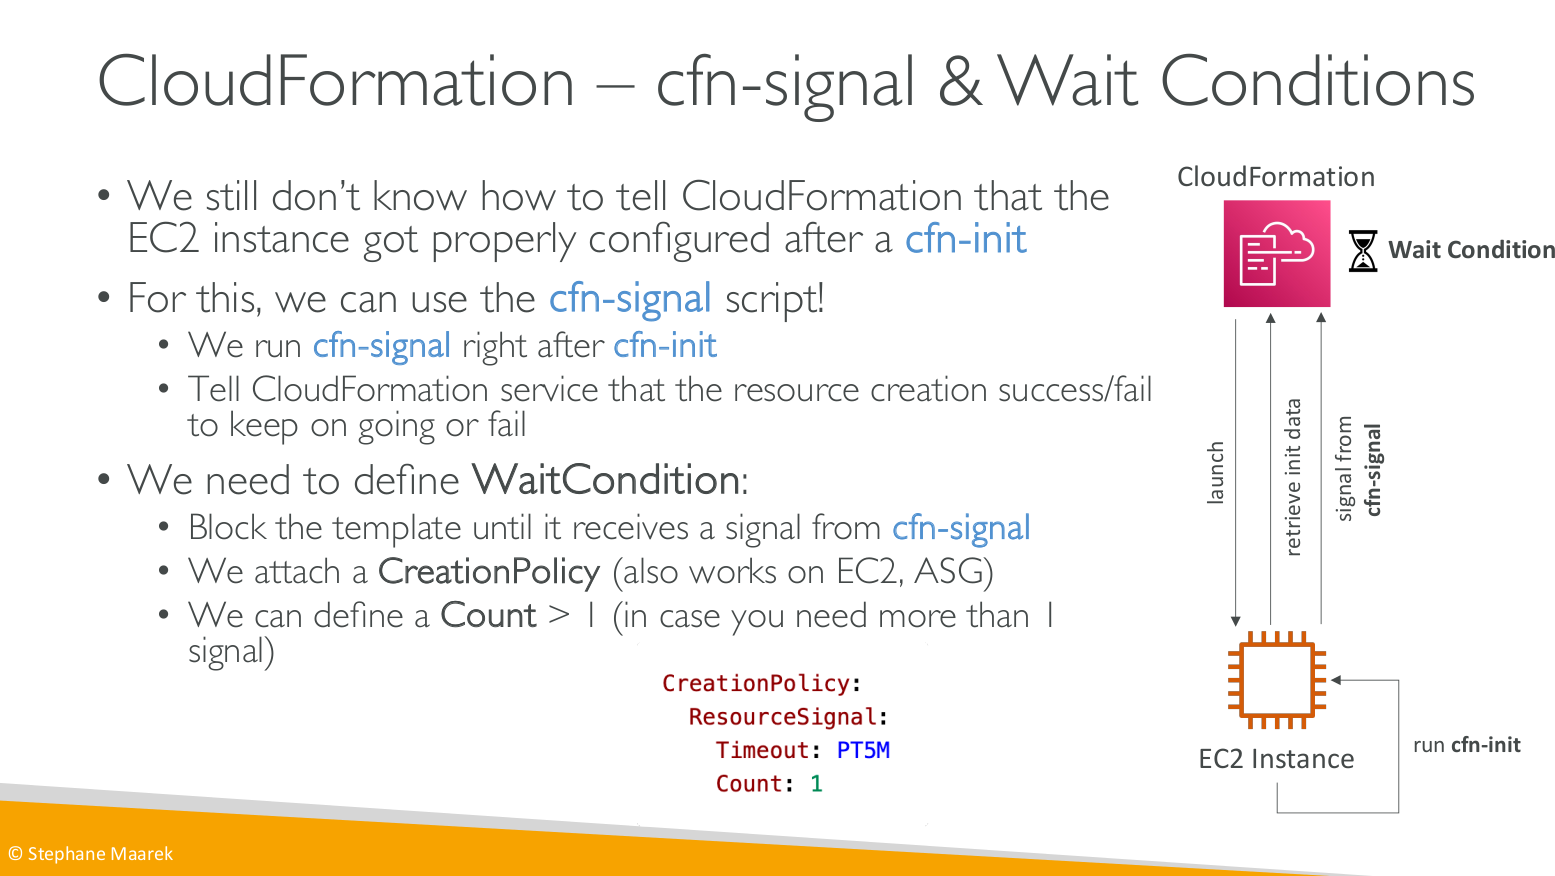 CloudFormation – cfn-signal & Wait Conditions
• We still don't know how to tell CloudFormation that the
EC2 instance got properly configured after a cfn-init
• For this, we can use the cfn-signal script!
• We run cfn-signal right after cfn-init
• Tell CloudFormation service that the resource creation success/fail
to keep on going or fail
• We need to define WaitCondition:
• Block the template until it receives a signal from cfn-signal
• We attach a CreationPolicy (also works on EC2, ASG)
• We can define a Count > 1 (in case you need more than 1
signal)
CreationPolicy:
ResourceSignal:
Timeout: PT5M
Count: 1
CloudFormation
Wait Condition
launch
retrieve init data
signal from
cfn-signal
EC2 Instance
run cfn-init
© Stephane Maarek